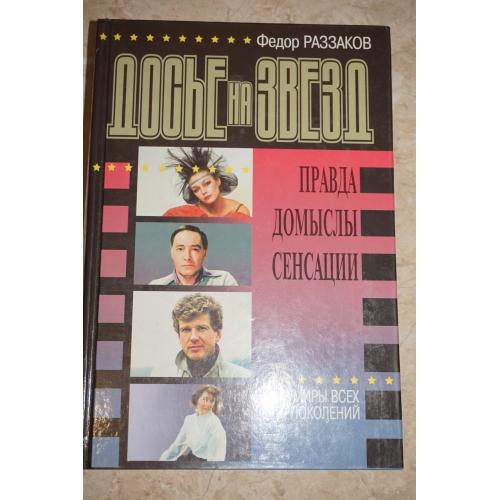 Федор РАЗЗАКОВ
ДОСЬЕ НА ЗВЕЗД
ПРАВДА
ДОМЫСЛЫ
СЕНСАЦИИ
ВСЕХ
ПОКОЛЕНИЙ